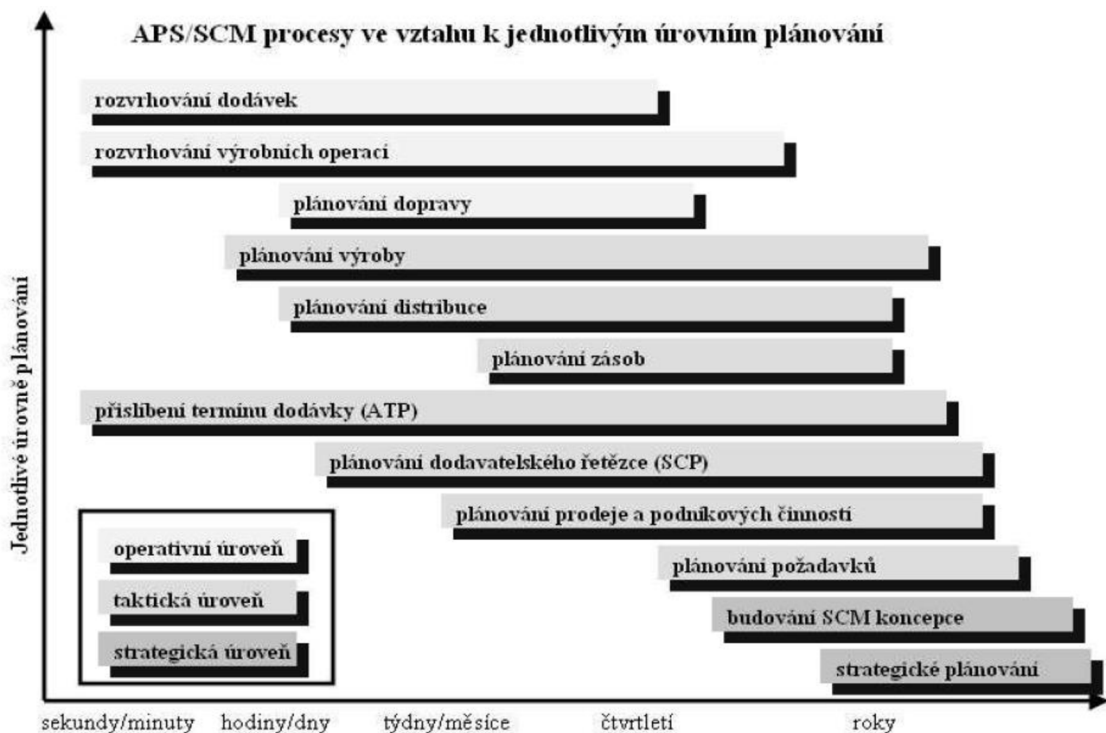 APS/SCM procesy ve vztahu k jednotlivým úrovním plánování
rozvrhování dodávek
rozvrhování výrobních operací
plánování dopravy
plánování výroby
plánování distribuce
plánování zásob
přislíbení termínu dodávky (ATP)
plánování dodavatelského řetězce (SCP)
plánování prodeje a podnikových činností
plánování požadavků
budování SCM koncepce
strategické plánování
Jednotlivé úrovně plánování
operativní úroveň
taktická úroveň
strategická úroveň
sekundy/minuty hodiny/dny týdny/měsíce čtvrtletí roky